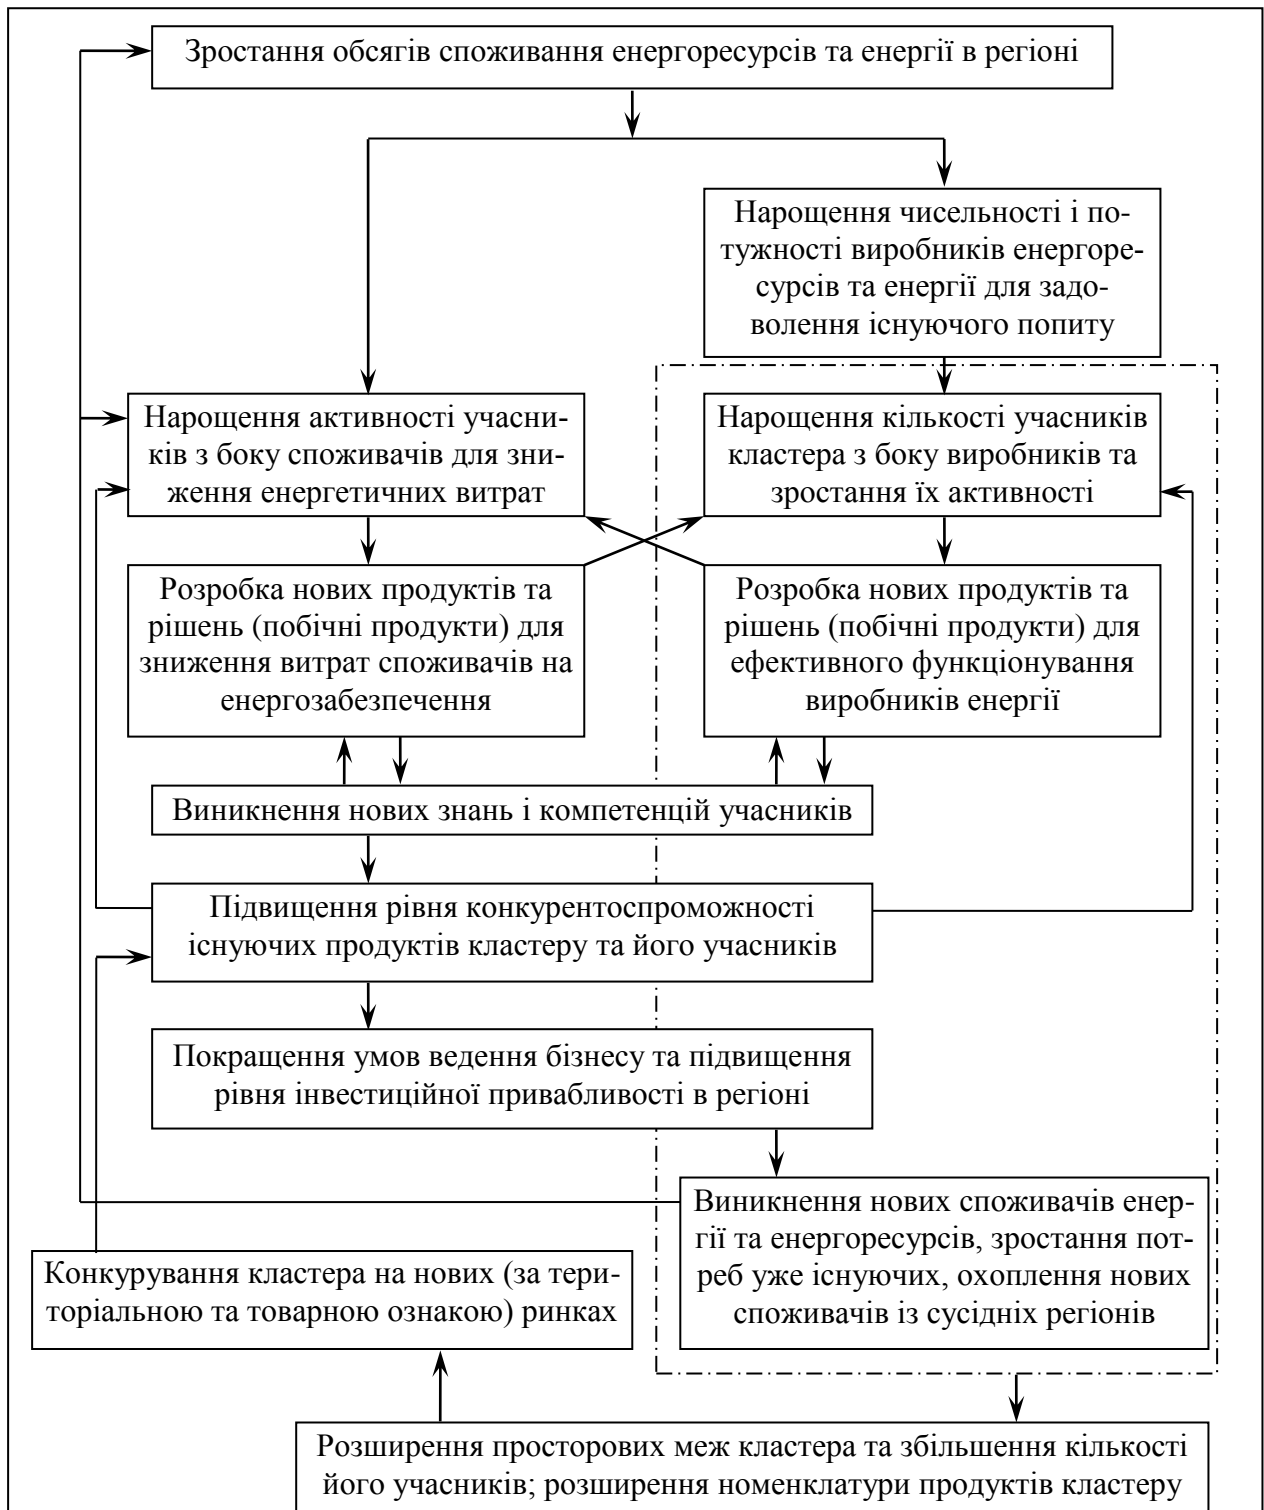 Зростання обсягів споживання енергоресурсів та енергії в регіоні
Нарощення чисельності і по-
тужності виробників енергоре-
сурсів та енергії для задо-
волення існуючого попиту
Нарощення активності учасни-
ків з боку споживачів для зни-
ження енергетичних витрат
Нарощення кількості учасників
кластера з боку виробників та
зростання їх активності
Розробка нових продуктів та
рішень (побічні продукти) для
зниження витрат споживачів на
енергозабезпечення
Розробка нових продуктів та
рішень (побічні продукти) для
ефективного функціонування
виробників енергії
Виникнення нових знань і компетенцій учасників
Підвищення рівня конкурентоспроможності
існуючих продуктів кластеру та його учасників
Покращення умов ведення бізнесу та підвищення
рівня інвестиційної привабливості в регіоні
Виникнення нових споживачів енер-
гії та енергоресурсів, зростання пот-
реб уже існуючих, охоплення нових
споживачів із сусідніх регіонів
Конкурування кластера на нових (за тери-
торіальною та товарною ознакою) ринках
Розширення просторових меж кластера та збільшення кількості
його учасників; розширення номенклатури продуктів кластеру